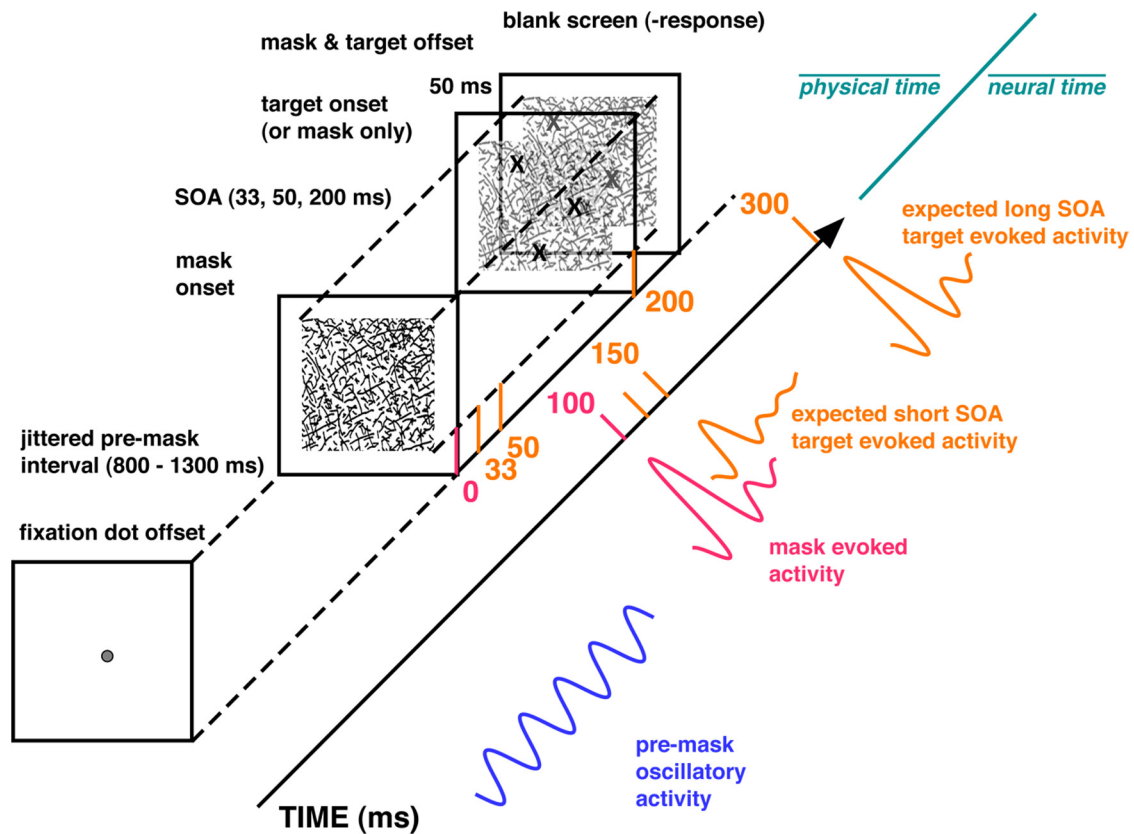 blank screen (-response)
mask & target offset
50 ms
target onset
(or mask only)
SOA (33, 50, 200 ms)
mask
onset
jittered pre-mask
interval (800 - 1300 ms)
fixation dot offset
X
X
X
X
X
0
33
50
200
physical time
neural time
300
150
100
expected long SOA
target evoked activity
expected short SOA
target evoked activity
mask evoked
activity
pre-mask
oscillatory
activity
TIME (ms)